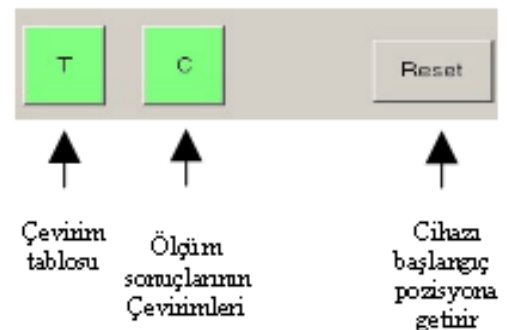 T
C
Reset
Çevirim
tablosu
Ölçüm
sonuçlarının
Çevirimleri
Cihazı
başlangıç
pozisyona
getirir